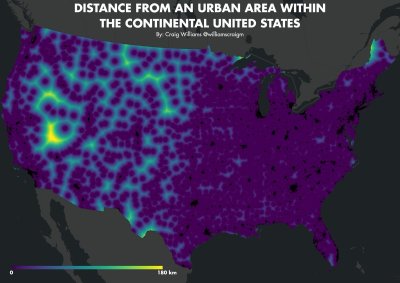 DISTANCE FROM AN URBAN AREA WITHIN
THE CONTINENTAL UNITED STATES
By: Craig Williams @williamscraigm
0
180 km